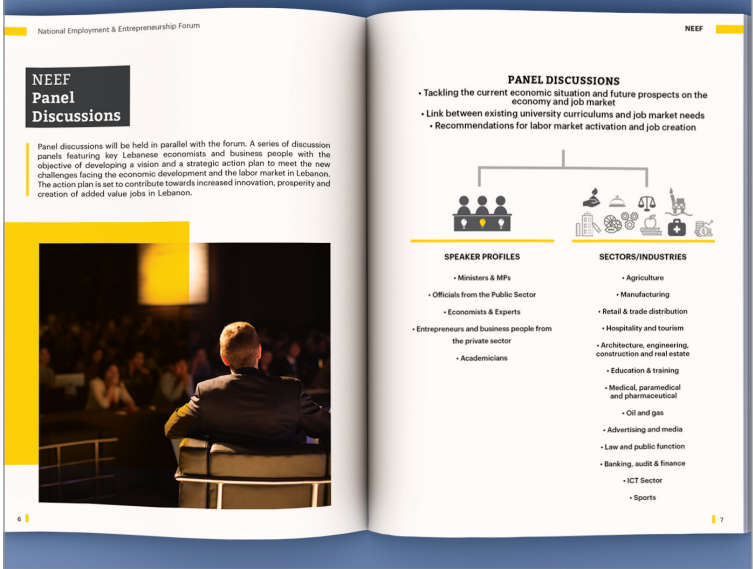 National Employment & Entrepreneurship Forum
NEEF
Panel
Discussions
Panel discussions will be held in parallel with the forum. A series of discussion
panels featuring key Lebanese economists and business people with the
objective of developing a vision and a strategic action plan to meet the new
challenges facing the economic development and the labor market in Lebanon.
The action plan is set to contribute towards increased innovation, prosperity and
creation of added value jobs in Lebanon.
6
NEEF
PANEL DISCUSSIONS
• Tackling the current economic situation and future prospects on the
economy and job market
• Link between existing university curriculums and job market needs
• Recommendations for labor market activation and job creation
SPEAKER PROFILES
• Ministers & MPs
• Officials from the Public Sector
• Economists & Experts
• Entrepreneurs and business people from
the private sector
• Academicians
SECTORS/INDUSTRIES
• Agriculture
• Manufacturing
• Retail & trade distribution
• Hospitality and tourism
• Architecture, engineering,
construction and real estate
• Education & training
• Medical, paramedical
and pharmaceutical
• Oil and gas
• Advertising and media
• Law and public function
• Banking, audit & finance
• ICT Sector
• Sports
7